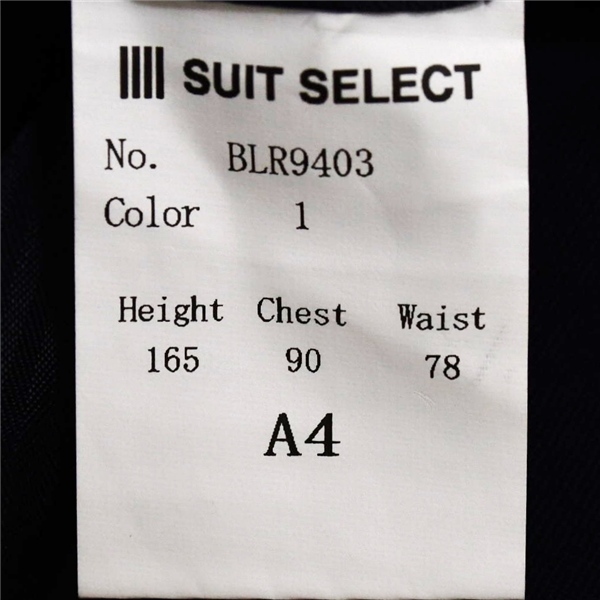 SUIT SELECT
No. BLR9403
Color 1
Height Chest Waist
165 90 78
A4